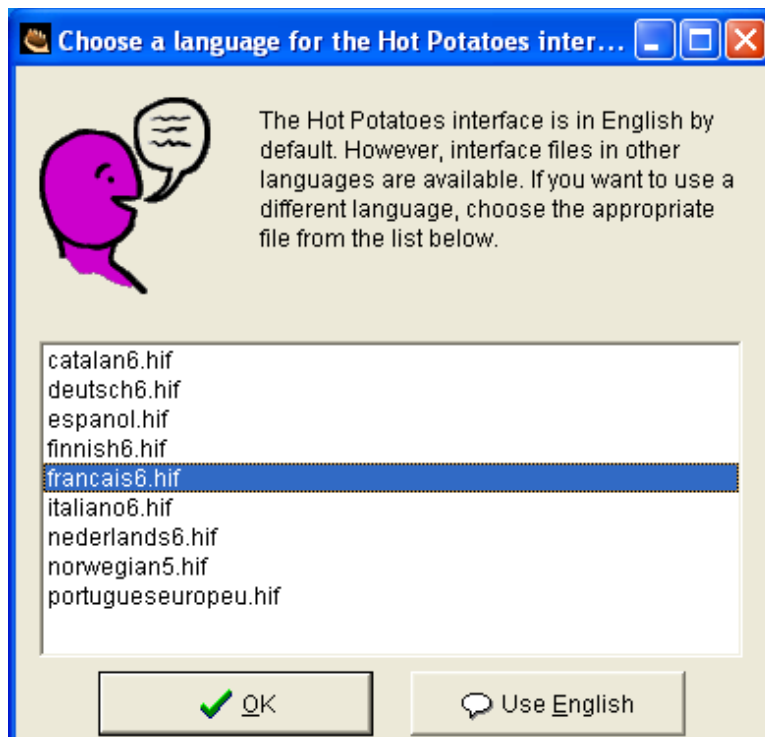 Choose a language for the Hot Potatoes inter...
The Hot Potatoes interface is in English by
default. However, interface files in other
languages are available. If you want to use a
different language, choose the appropriate
file from the list below.
catalan6.hif
deutsch6.hif
espanol.hif
finnish6.hif
francais6.hif
italiano6.hif
nederlands6.hif
norwegian5.hif
portugueseuropeu.hif
OK
Use English